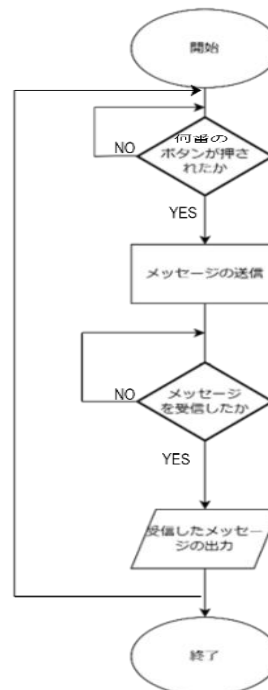 開始
何番の
ボタンが押さ
れたか
NO
YES
メッセージの送信
メッセージ
を受信したか
NO
YES
受信したメッセー
ジの出力
終了